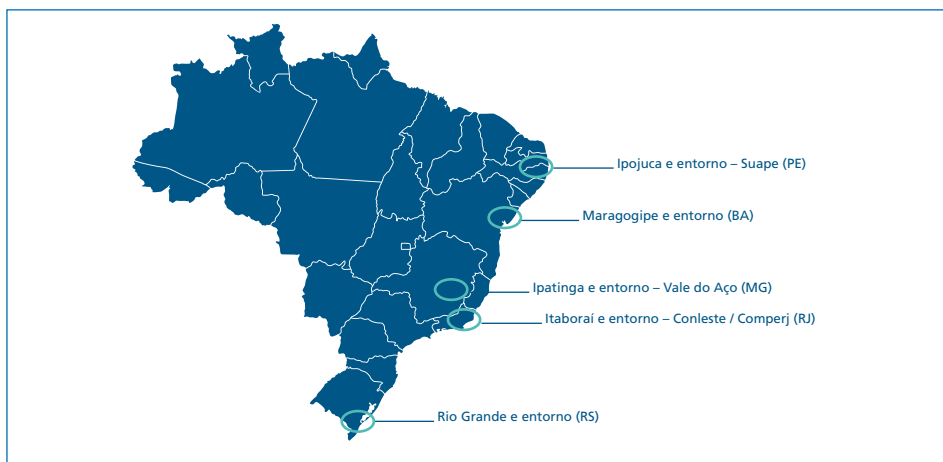 Ipojuca e entorno – Suape (PE)
Maragogipe e entorno (BA)
Ipatinga e entorno – Vale do Aço (MG)
Itaboraí e entorno – Conleste / Comperj (RJ)
Rio Grande e entorno (RS)